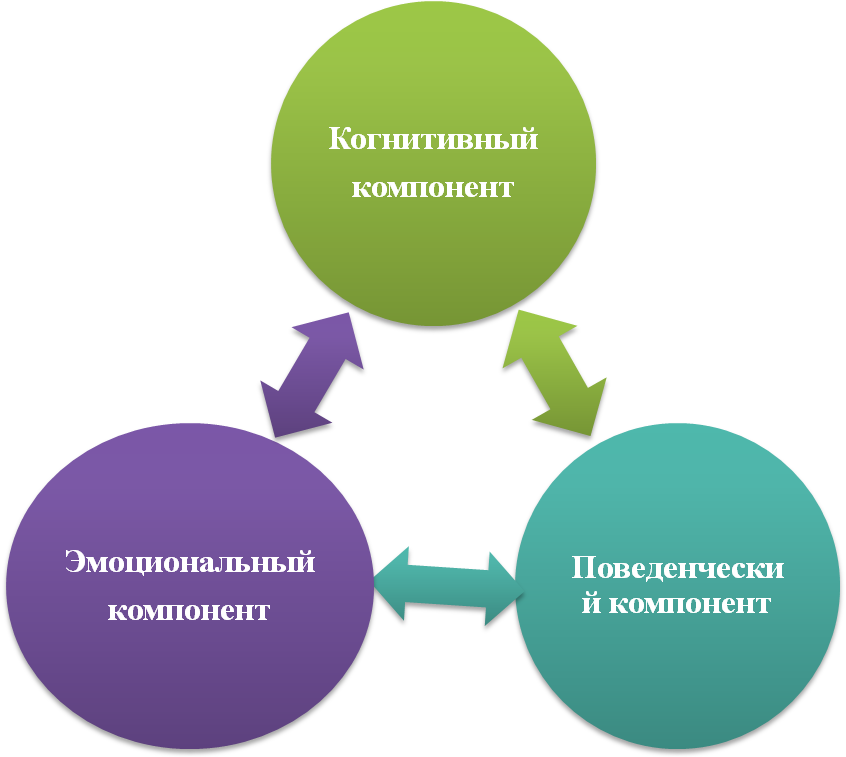 Когнитивный
компонент
Эмоциональный
компонент
Поведенчески
й компонент